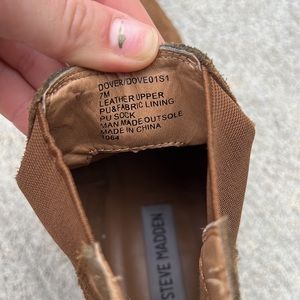 DOVER/DOVE01S1
7M
LEATHER UPPER
PU&FABRIC LINING
PU SOCK
MAN MADE OUTSOLE
MADE IN CHINA
1064
STEVE MADDEN